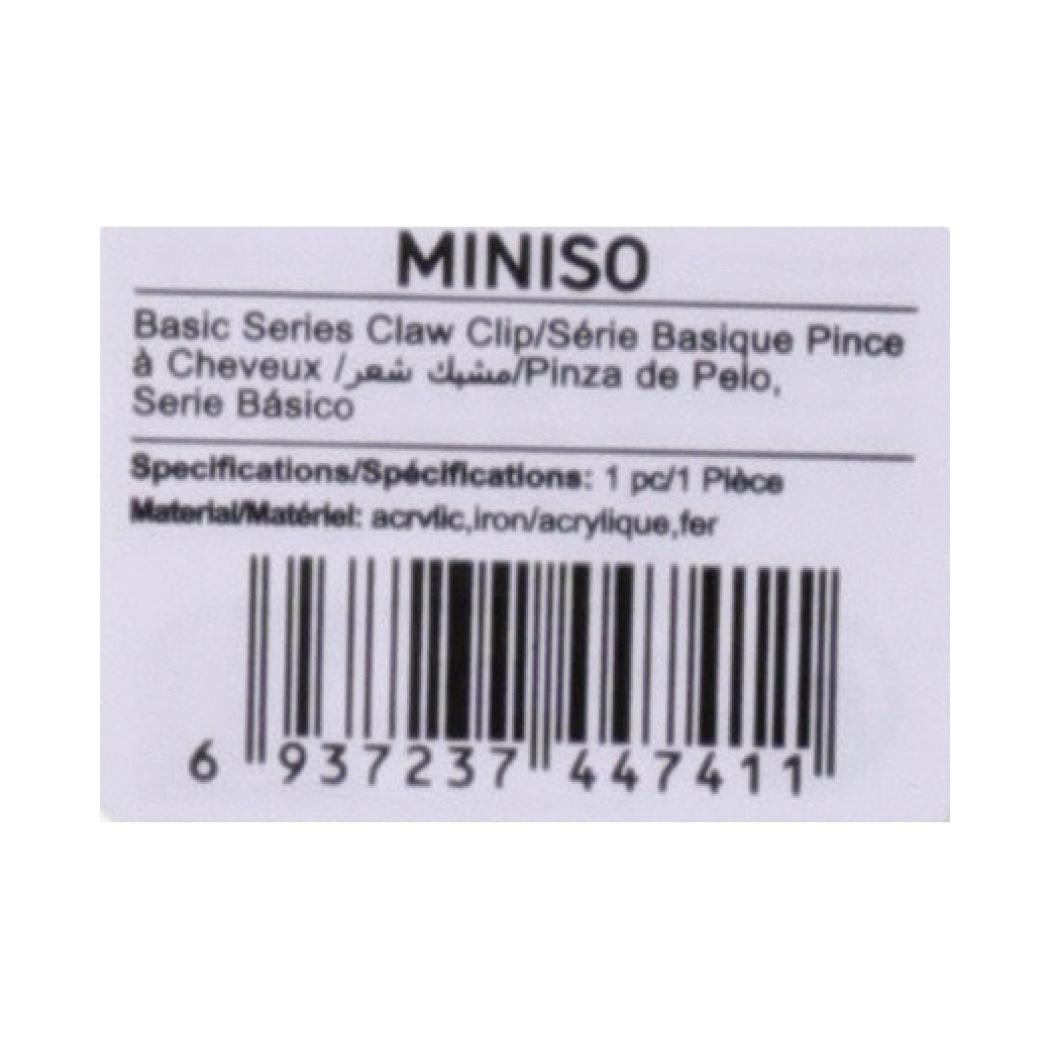 MINISO
Basic Series Claw Clip/Série Basique Pince
à Cheveux /مشبك شعر/Pinza de Pelo,
Serie Básico
Specifications/Spécifications: 1 pc/1 Pièce
Material/Matériel: acrylic,iron/acrylique,fer
6 937237 447411